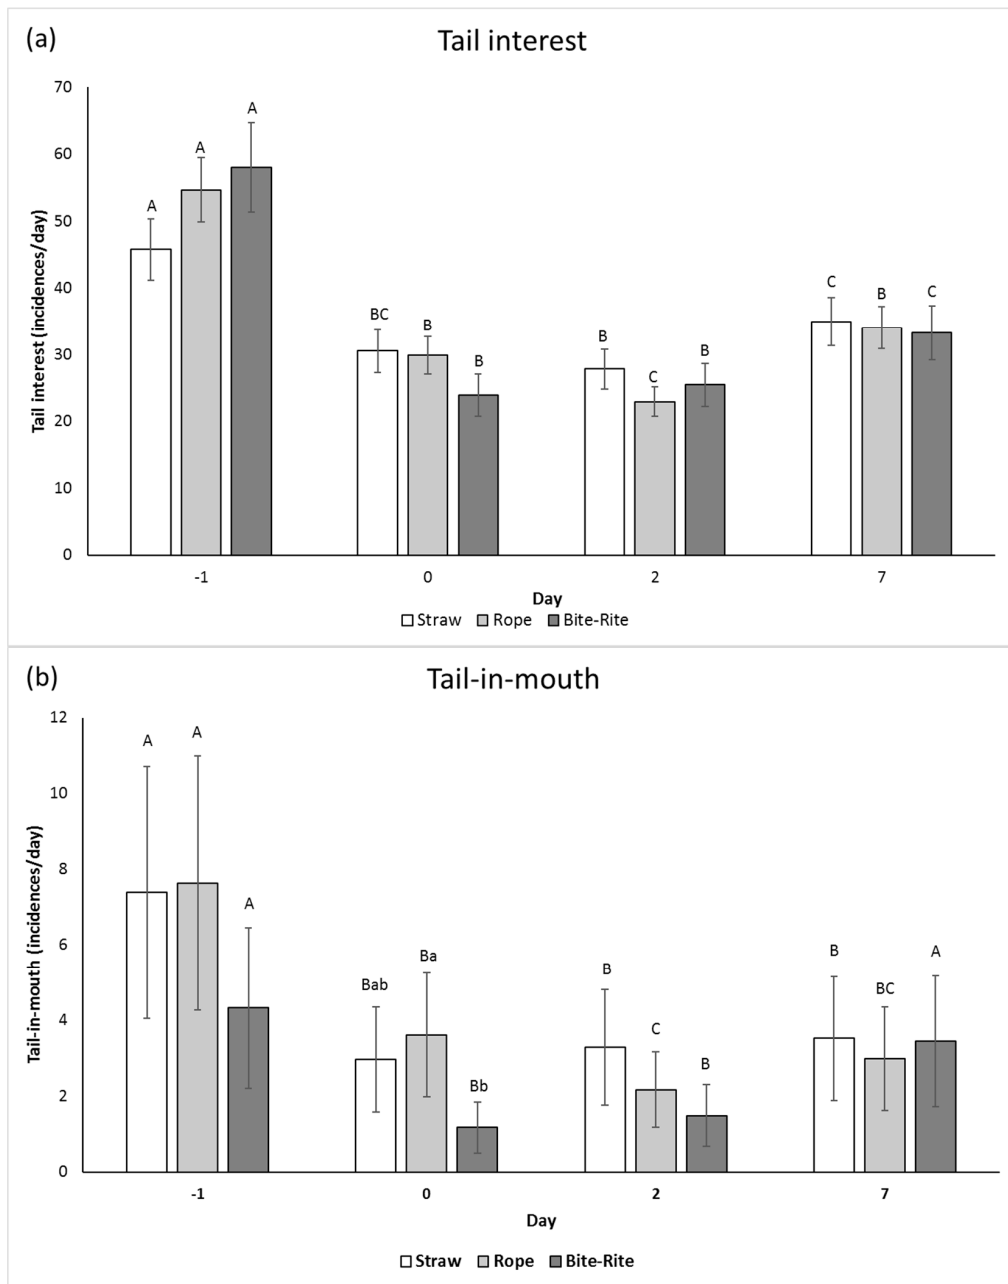 (a)
Tail interest
Tail interest (incidences/day)
70
60
50
40
30
20
10
0
A
A
A
BC
B
B
B
C
B
C
B
C
-1
0
2
7
Day
Straw
Rope
Bite-Rite
(b)
Tail-in-mouth
Tail-in-mouth (incidences/day)
12
10
8
6
4
2
0
A
A
A
Bab
Ba
Bb
B
C
B
B
BC
A
-1
0
2
7
Day
Straw
Rope
Bite-Rite